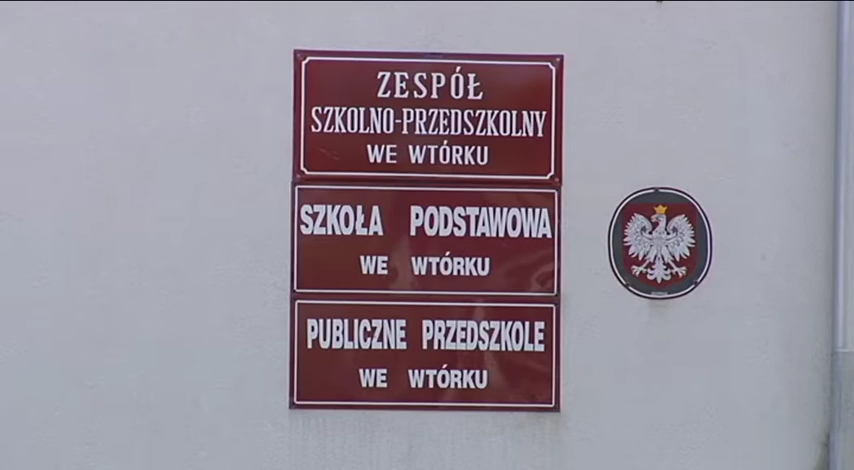 ZESPÓŁ
SZKOLNO-PRZEDSZKOLNY
WE WTÓRKU
SZKOŁA PODSTAWOWA
WE WTÓRKU
PUBLICZNE PRZEDSZKOLE
WE WTÓRKU